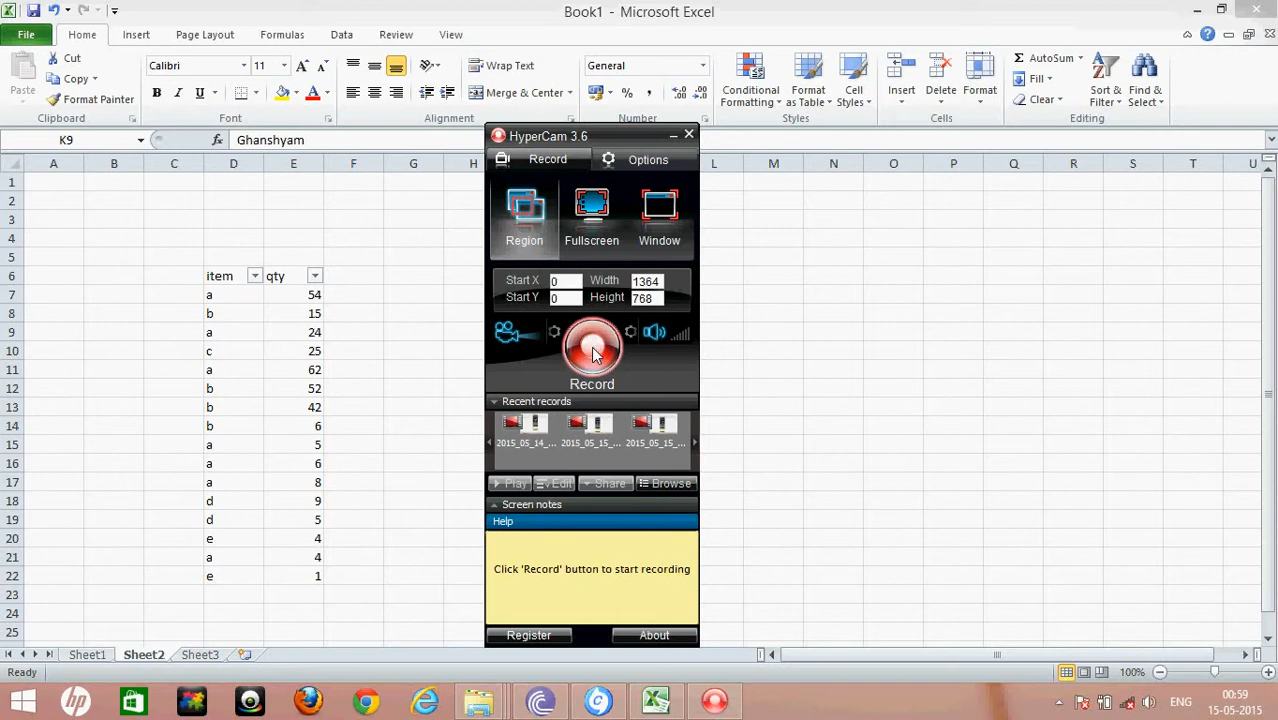 Book1 - Microsoft Excel
File Home Insert Page Layout Formulas Data Review View
Paste
Cut
Copy
Format Painter
Clipboard
Calibri 11
B I U
Font
Wrap Text
Merge & Center
Alignment
General
%
Number
Conditional Formatting
Format as Table
Cell Styles
Styles
Insert Delete Format
Cells
AutoSum
Fill
Clear
Sort & Filter
Find & Select
Editing
K9 fx Ghanshyam
A B C D E F G H L M N O P Q R S T U
1
2
3
4
5
6 item qty
7 a 54
8 b 15
9 a 24
10 c 25
11 a 62
12 b 52
13 b 42
14 b 6
15 a 5
16 a 6
17 a 8
18 d 9
19 d 5
20 e 4
21 a 4
22 e 1
23
24
25
HyperCam 3.6
Record Options
Region Fullscreen Window
Start X 0 Width 1364
Start Y 0 Height 768
Record
Recent records
2015_05_14_... 2015_05_15_... 2015_05_15_...
Play Edit Share Browse
Screen notes
Help
Click 'Record' button to start recording
Register About
Sheet1 Sheet2 Sheet3
Ready 100%
hp ENG 00:59
15-05-2015